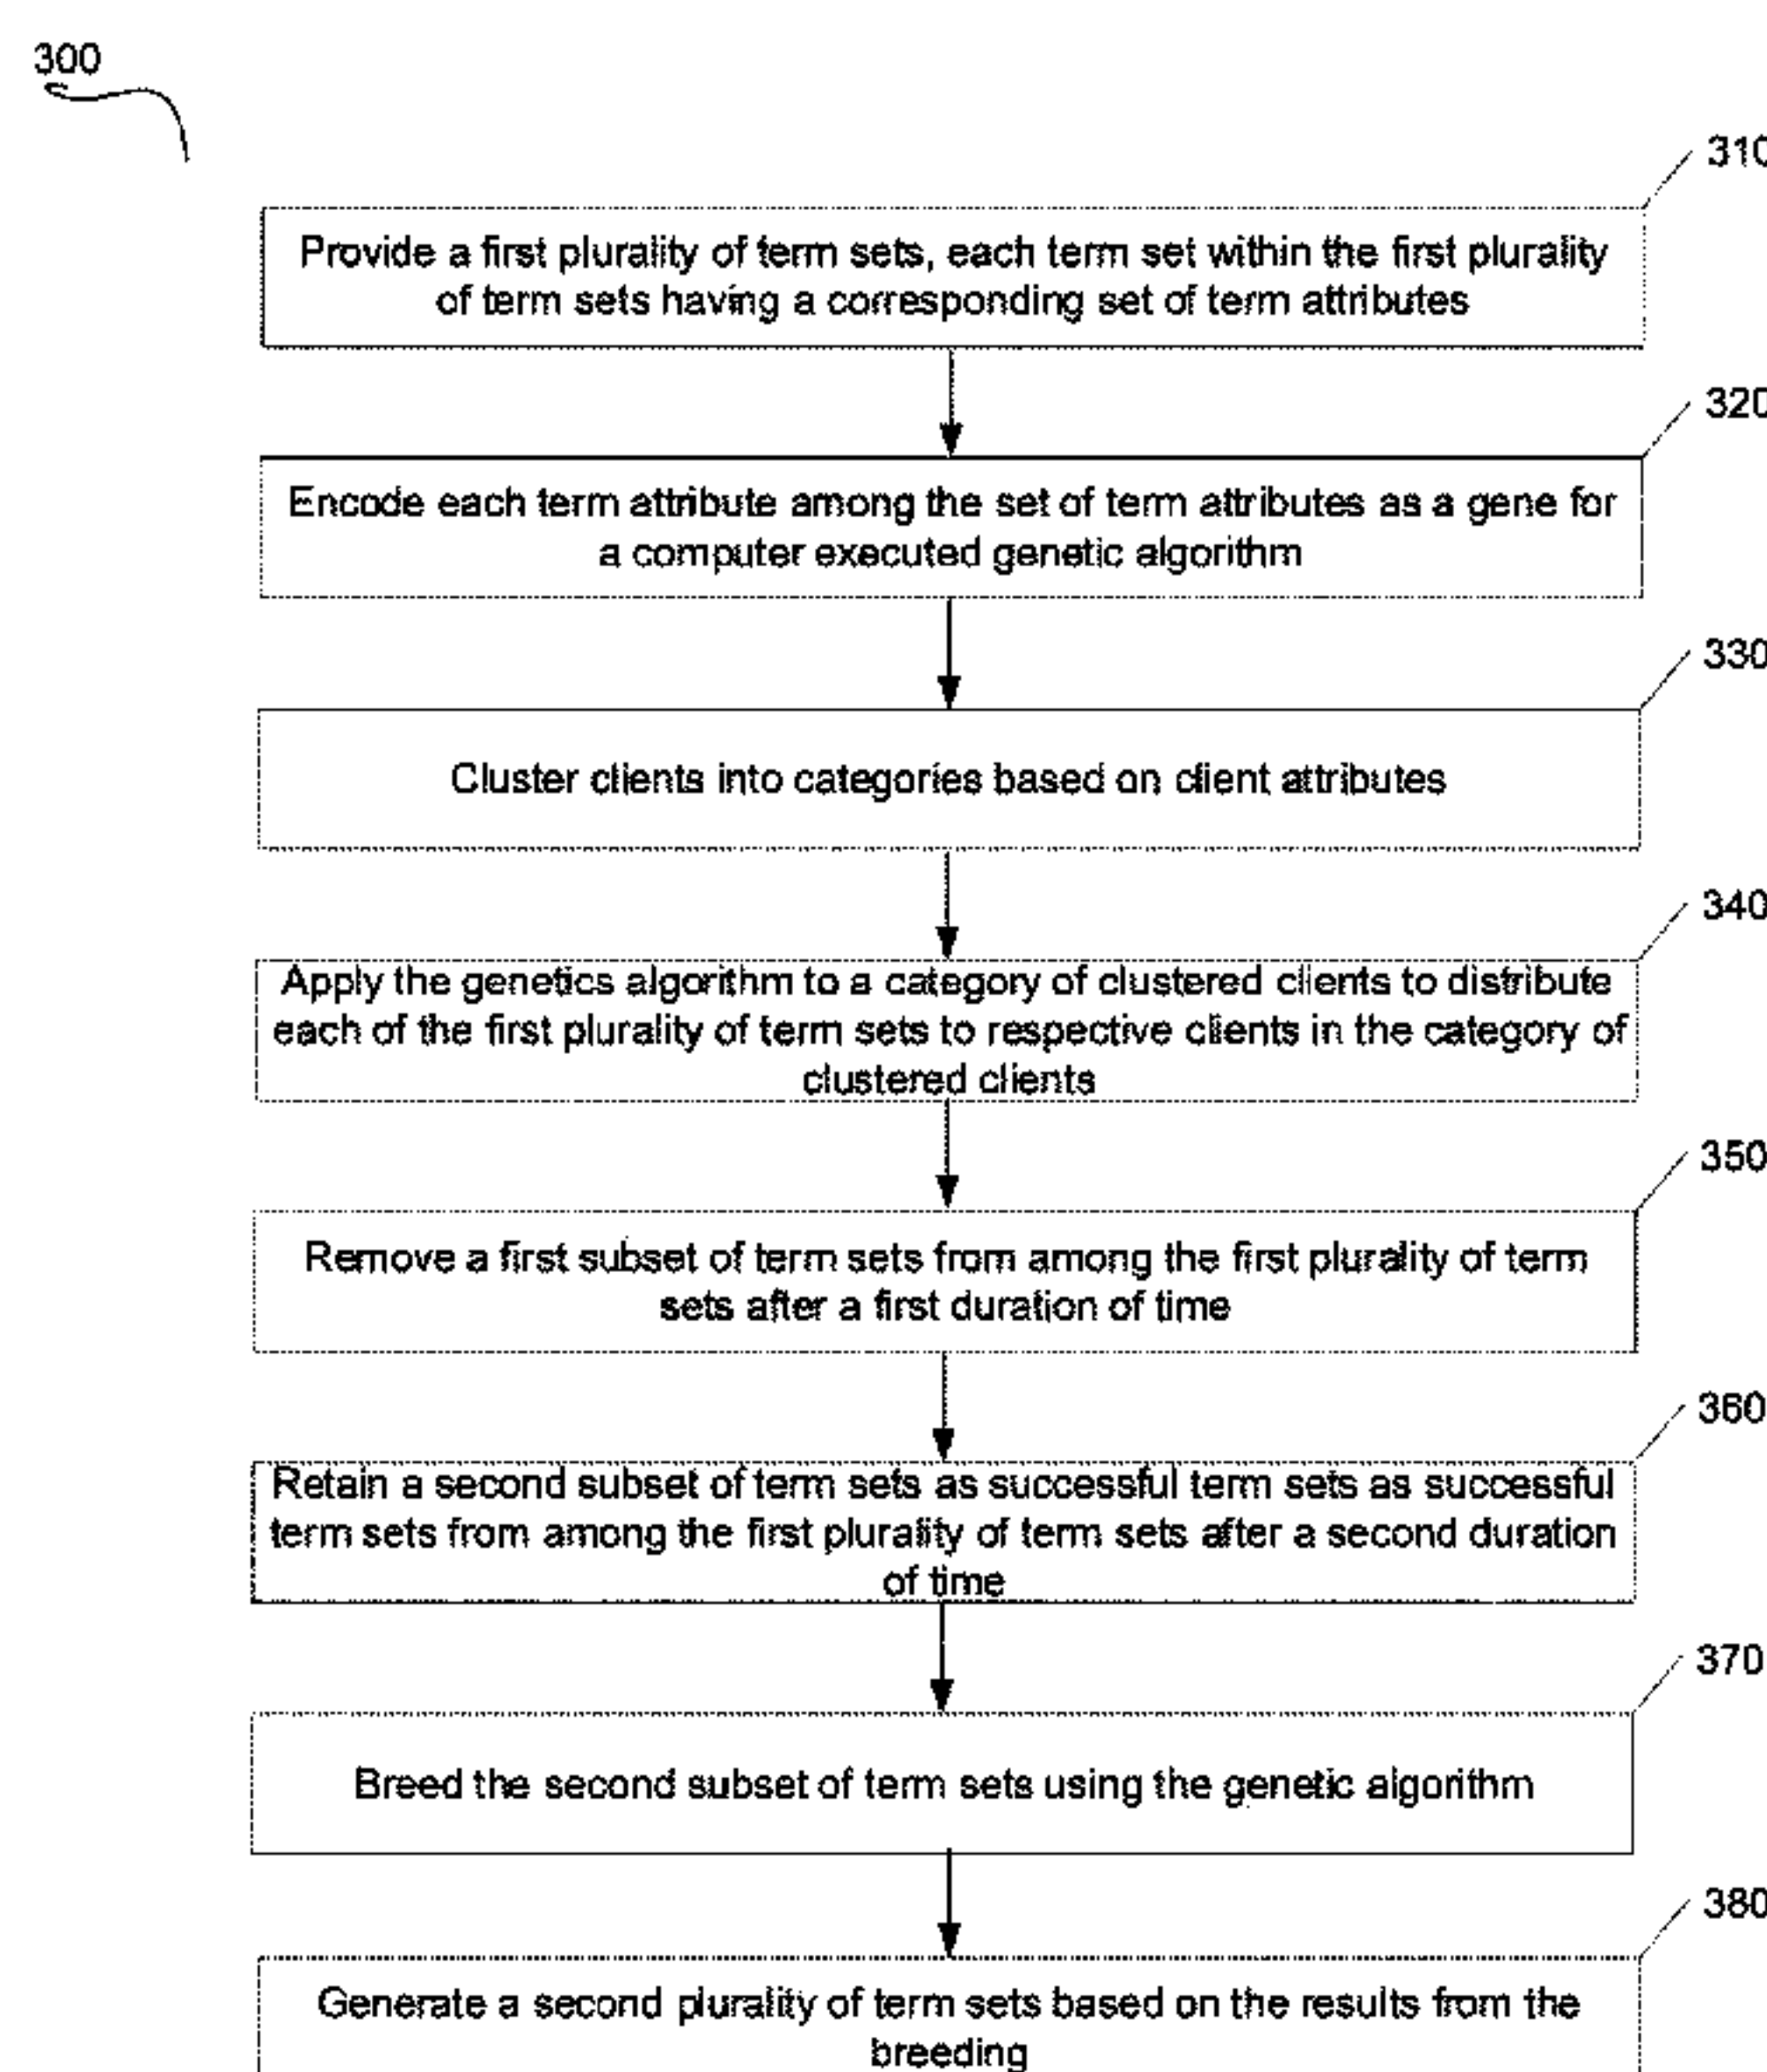 300
310
Provide a first plurality of term sets, each term set within the first plurality
of term sets having a corresponding set of term attributes
320
Encode each term attribute among the set of term attributes as a gene for
a computer executed genetic algorithm
330
Cluster clients into categories based on client attributes
340
Apply the genetics algorithm to a category of clustered clients to distribute
each of the first plurality of term sets to respective clients in the category of
clustered clients
350
Remove a first subset of term sets from among the first plurality of term
sets after a first duration of time
360
Retain a second subset of term sets as successful term sets as successful
term sets from among the first plurality of term sets after a second duration
of time
370
Breed the second subset of term sets using the genetic algorithm
380
Generate a second plurality of term sets based on the results from the
breeding